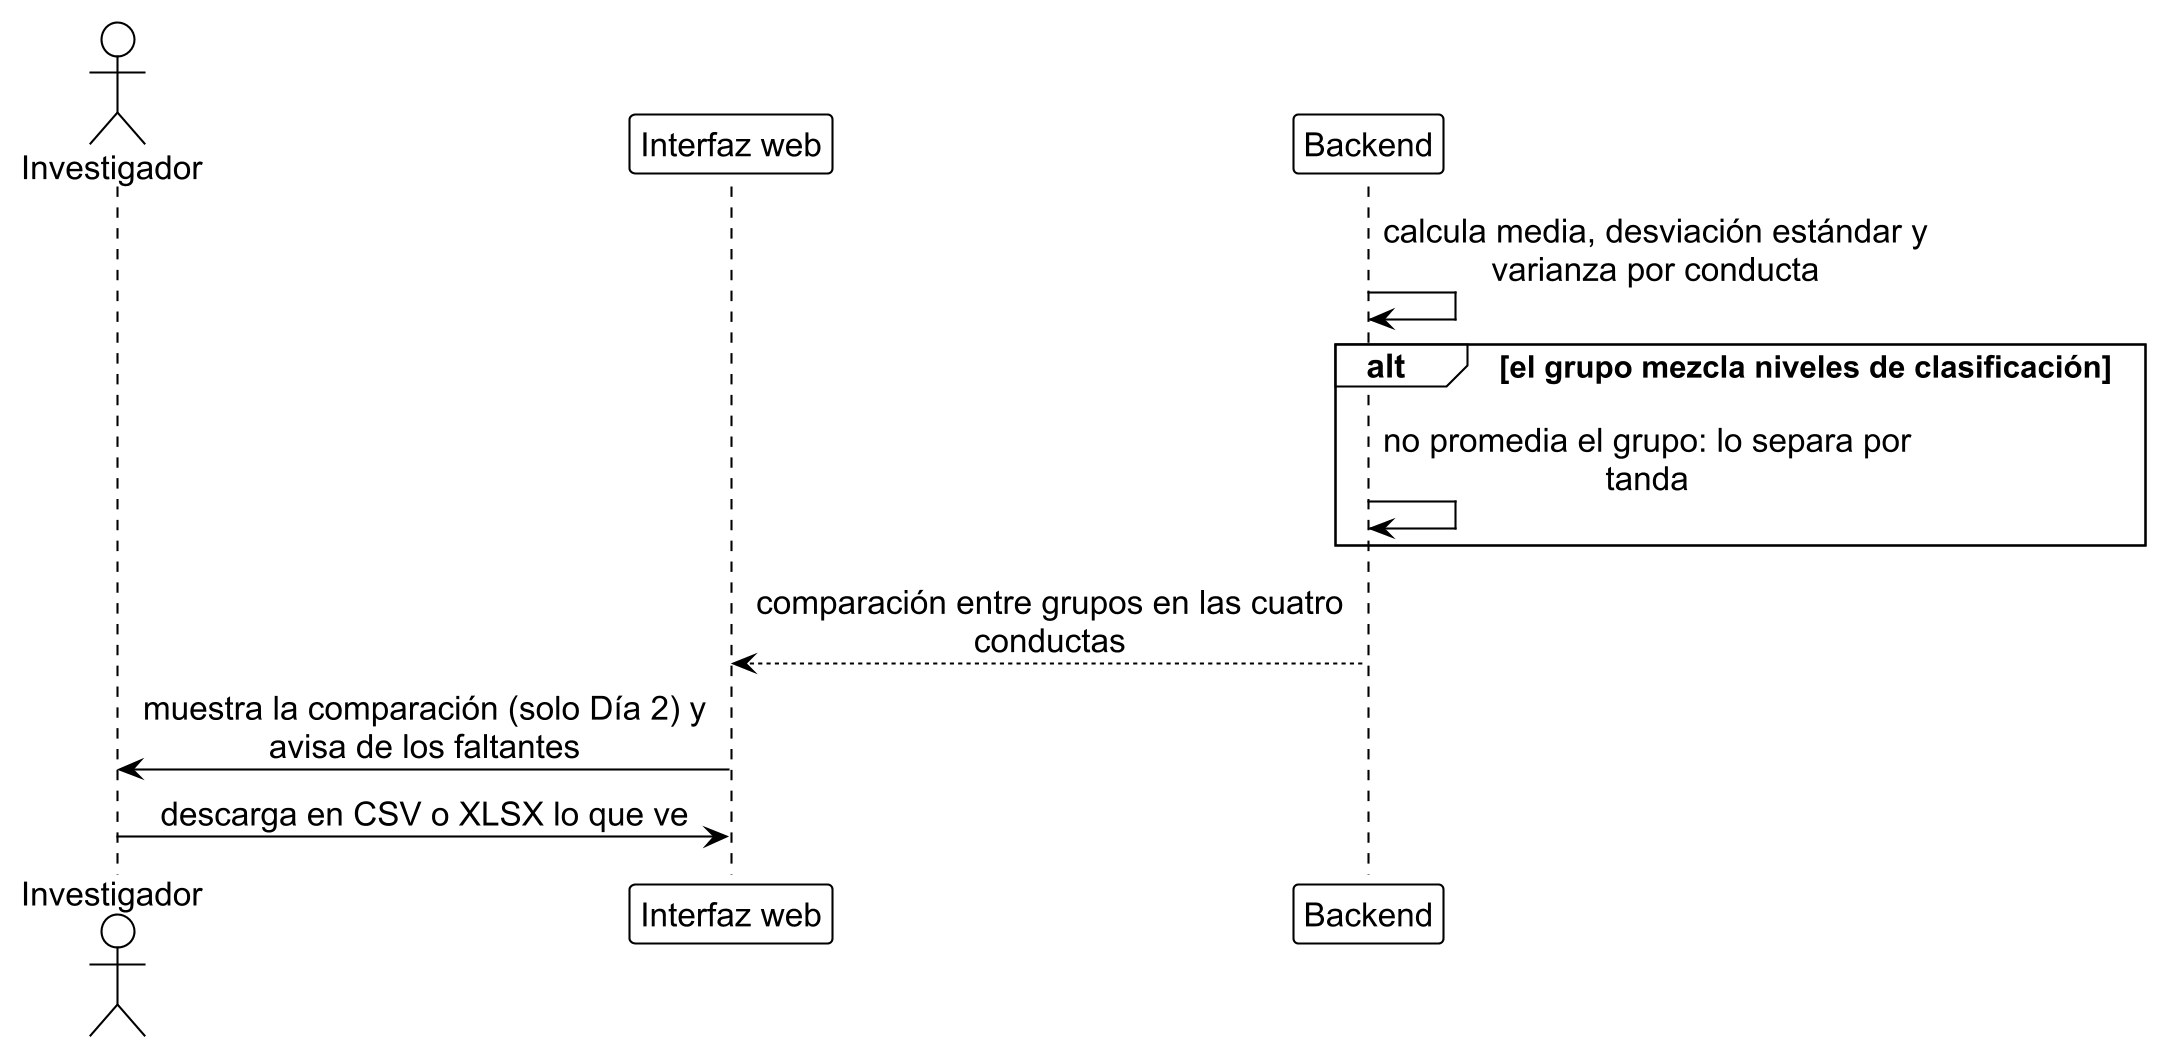 Investigador
Interfaz web
Backend
calcula media, desviación estándar y
varianza por conducta
alt
[el grupo mezcla niveles de clasificación]
no promedia el grupo: lo separa por
tanda
comparación entre grupos en las cuatro
conductas
muestra la comparación (solo Día 2) y
avisa de los faltantes
descarga en CSV o XLSX lo que ve
Investigador
Interfaz web
Backend